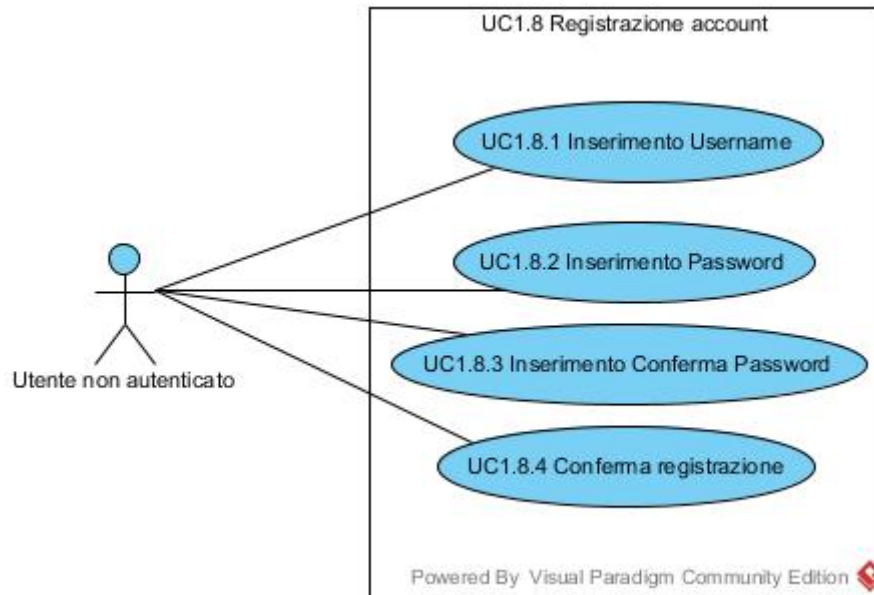 UC1.8 Registrazione account
UC1.8.1 Inserimento Username
UC1.8.2 Inserimento Password
UC1.8.3 Inserimento Conferma Password
Utente non autenticato
UC1.8.4 Conferma registrazione
Powered By Visual Paradigm Community Edition